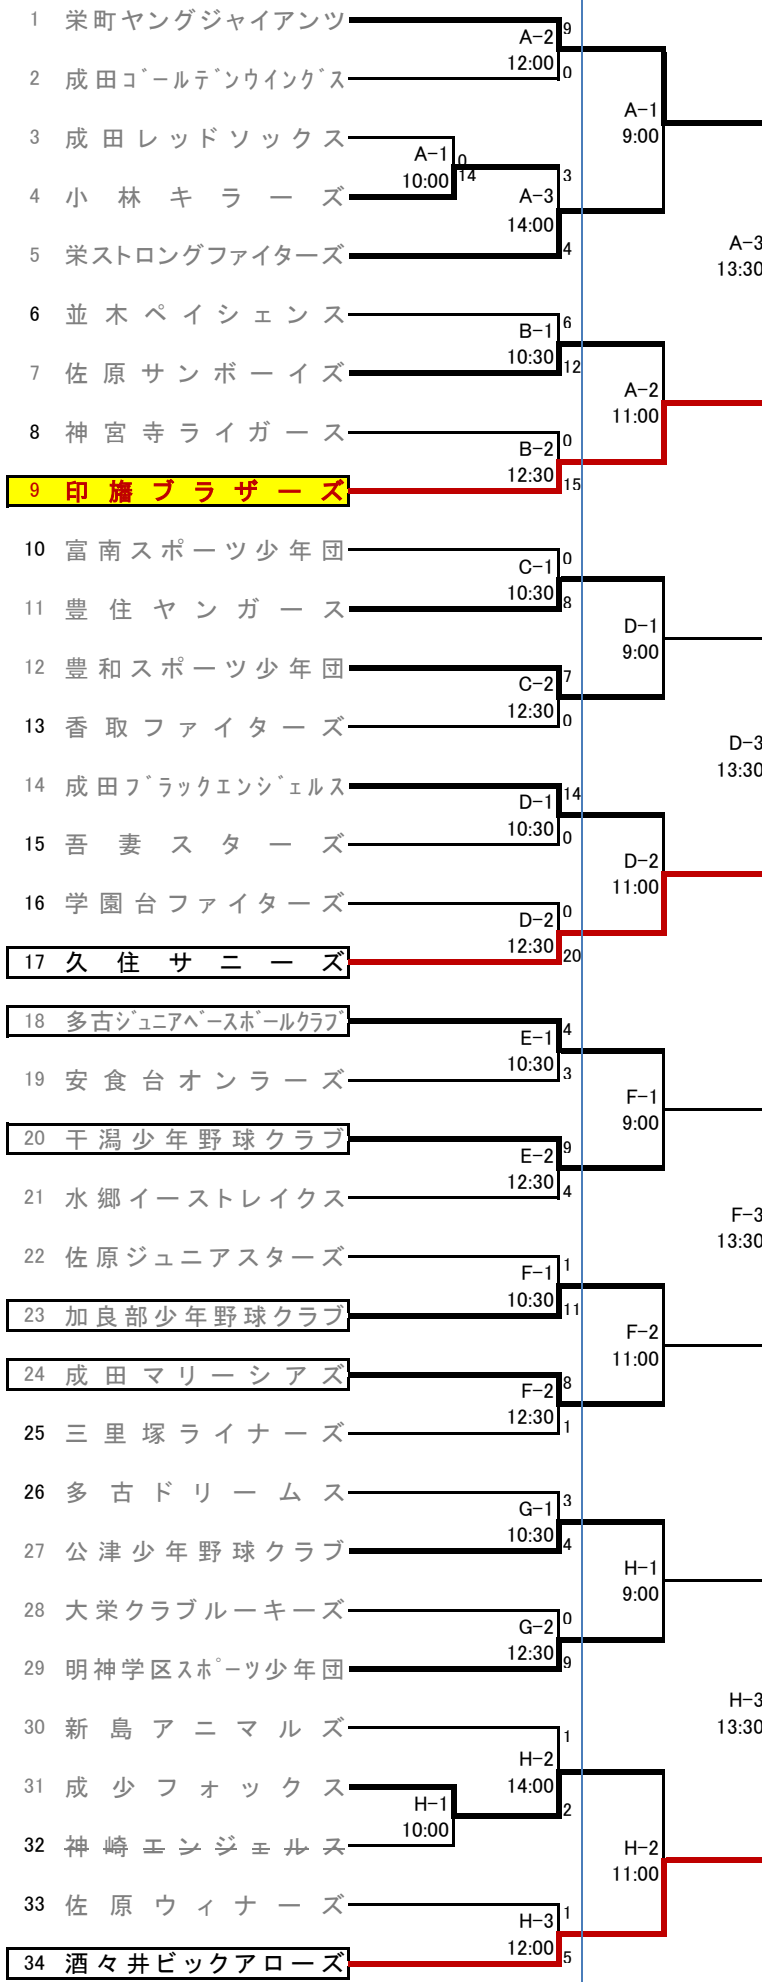 1 栄町ヤングジャイアンツ
9
A-2
12:00
0
2 成田ｺﾞｰﾙﾃﾞﾝｳｲﾝｸﾞｽ
A-1
9:00
3 成田レッドソックス
A-1
0
10:00
14
3
A-3
4 小林キラーズ
14:00
4
5 栄ストロングファイターズ
A-3
13:30
6 並木ペイシェンス
6
B-1
10:30
12
7 佐原サンボーイズ
A-2
11:00
8 神宮寺ライガース
0
B-2
12:30
15
9 印旛ブラザーズ
10 富南スポーツ少年団
0
C-1
10:30
8
11 豊住ヤンガース
D-1
9:00
12 豊和スポーツ少年団
7
C-2
12:30
0
13 香取ファイターズ
D-3
13:30
14 成田ﾌﾞﾗｯｸエンｼﾞｪﾙｽ
14
D-1
10:30
0
15 吾妻スターズ
D-2
11:00
16 学園台ファイターズ
0
D-2
12:30
20
17 久住サニーズ
18 多古ｼﾞｭﾆｱﾍﾞｰｽﾎﾞｰﾙｸﾗﾌﾞ
4
E-1
10:30
3
19 安食台オンラーズ
F-1
9:00
20 干潟少年野球クラブ
9
E-2
12:30
4
21 水郷イーストレイクス
F-3
13:30
22 佐原ジュニアスターズ
1
F-1
10:30
11
23 加良部少年野球クラブ
F-2
11:00
24 成田マリーシアズ
8
F-2
12:30
1
25 三里塚ライナーズ
26 多古ドリームス
3
G-1
10:30
4
27 公津少年野球クラブ
H-1
9:00
28 大栄クラブルーキーズ
0
G-2
12:30
9
29 明神学区ｽﾎﾟｰﾂ少年団
H-3
13:30
30 新島アニマルズ
1
H-2
14:00
2
31 成少フォックス
H-1
10:00
32 神崎エンジェルス
H-2
11:00
33 佐原ウィナーズ
1
H-3
12:00
5
34 酒々井ビックアローズ